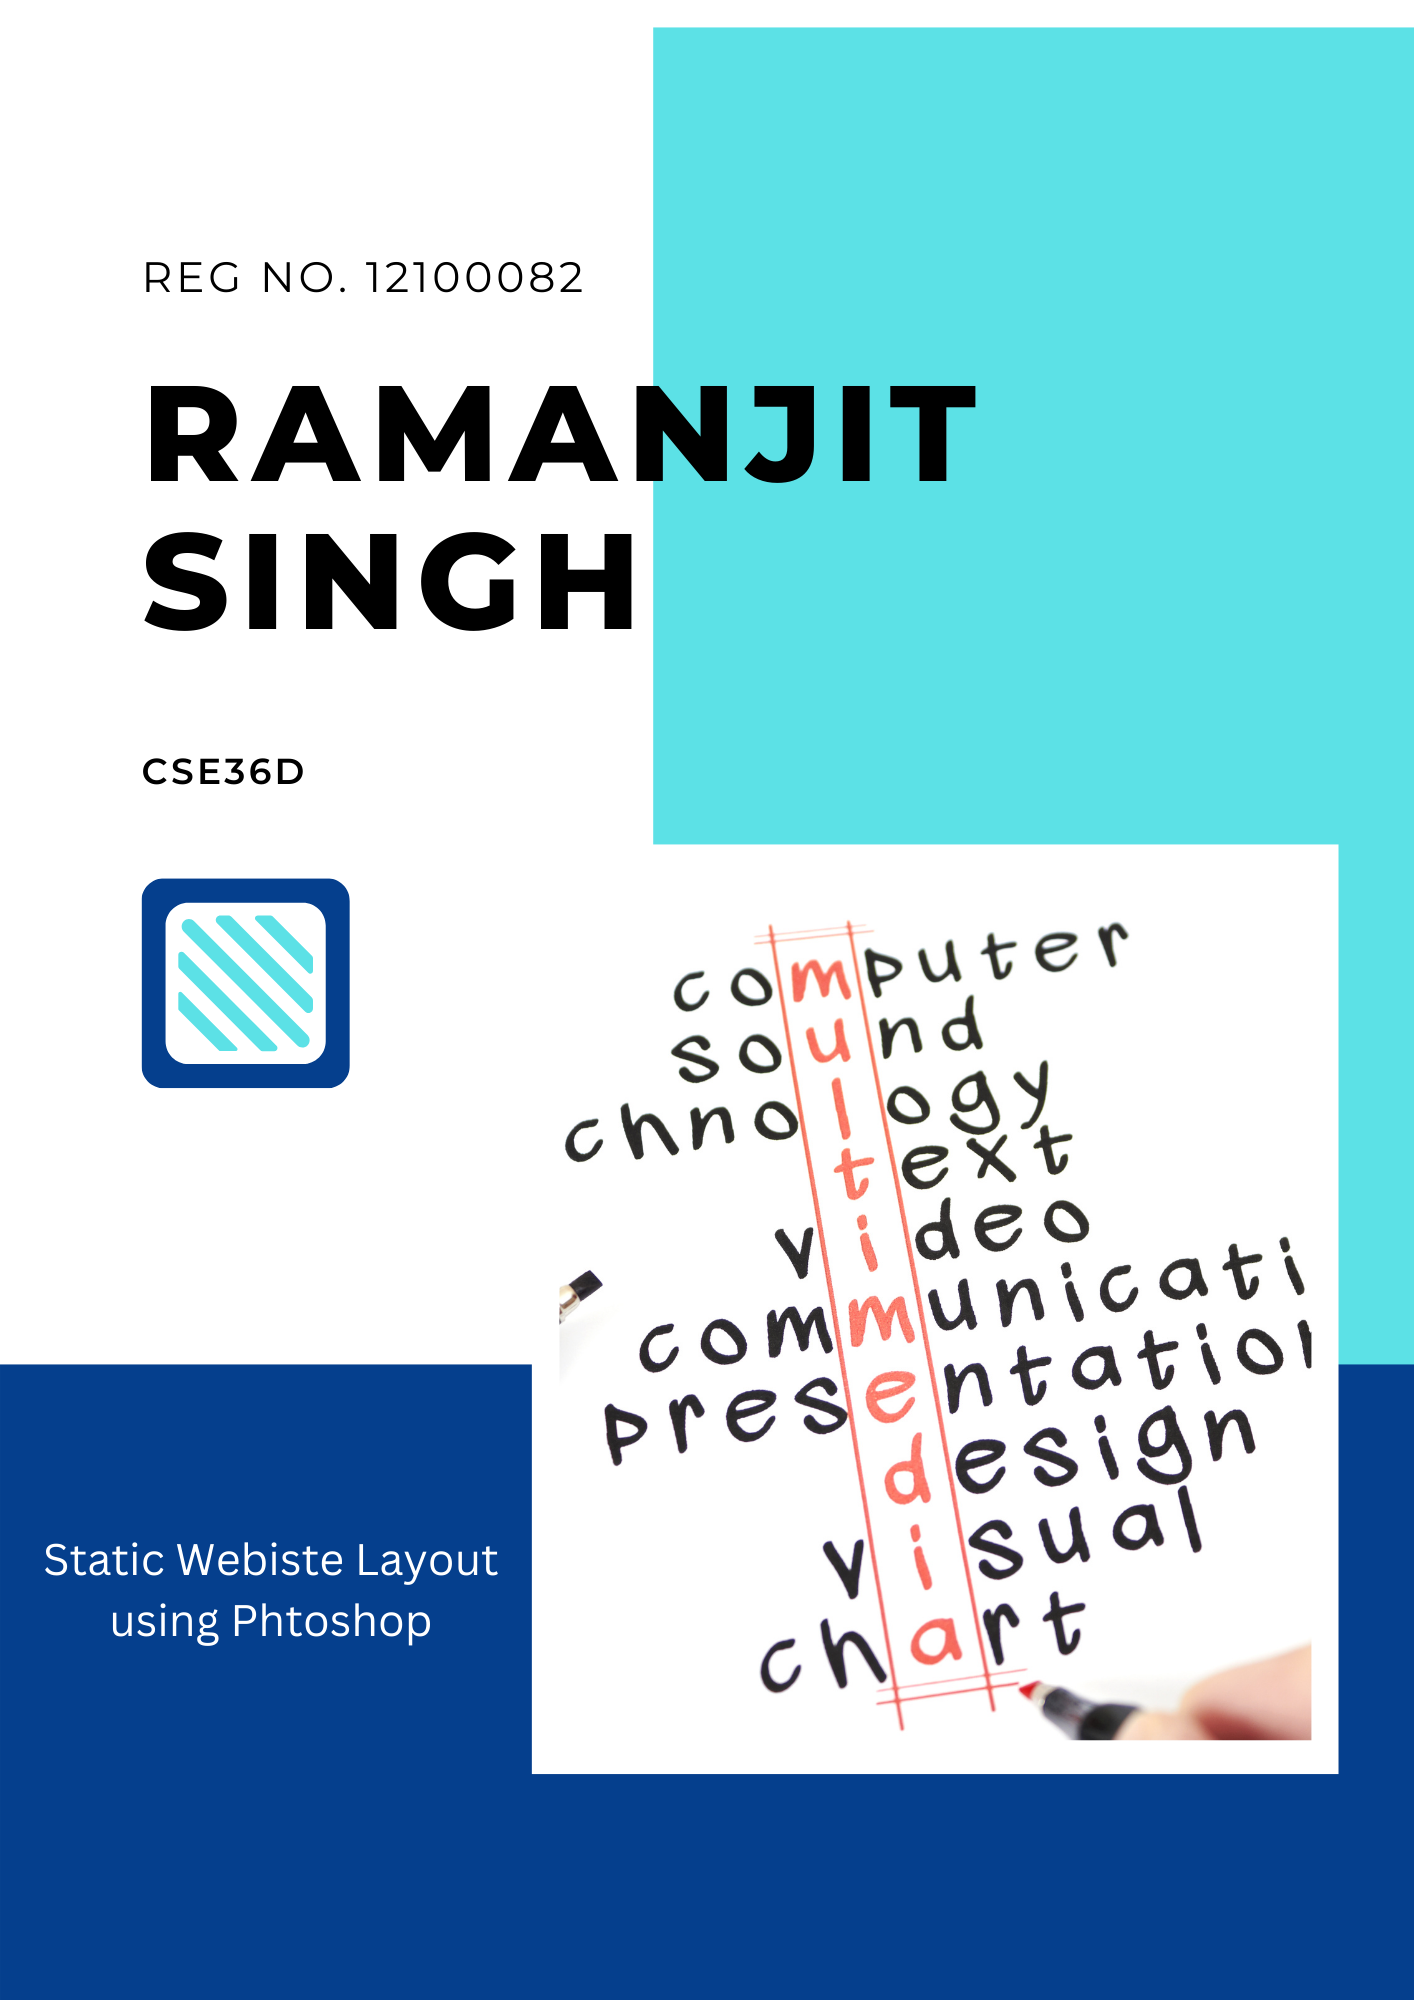 REG NO. 12100082
RAMANJIT
SINGH
CSE36D
computer
sound
chnology
text
video
communicati
presentation
design
visual
chart
Static Webiste Layout
using Phtoshop